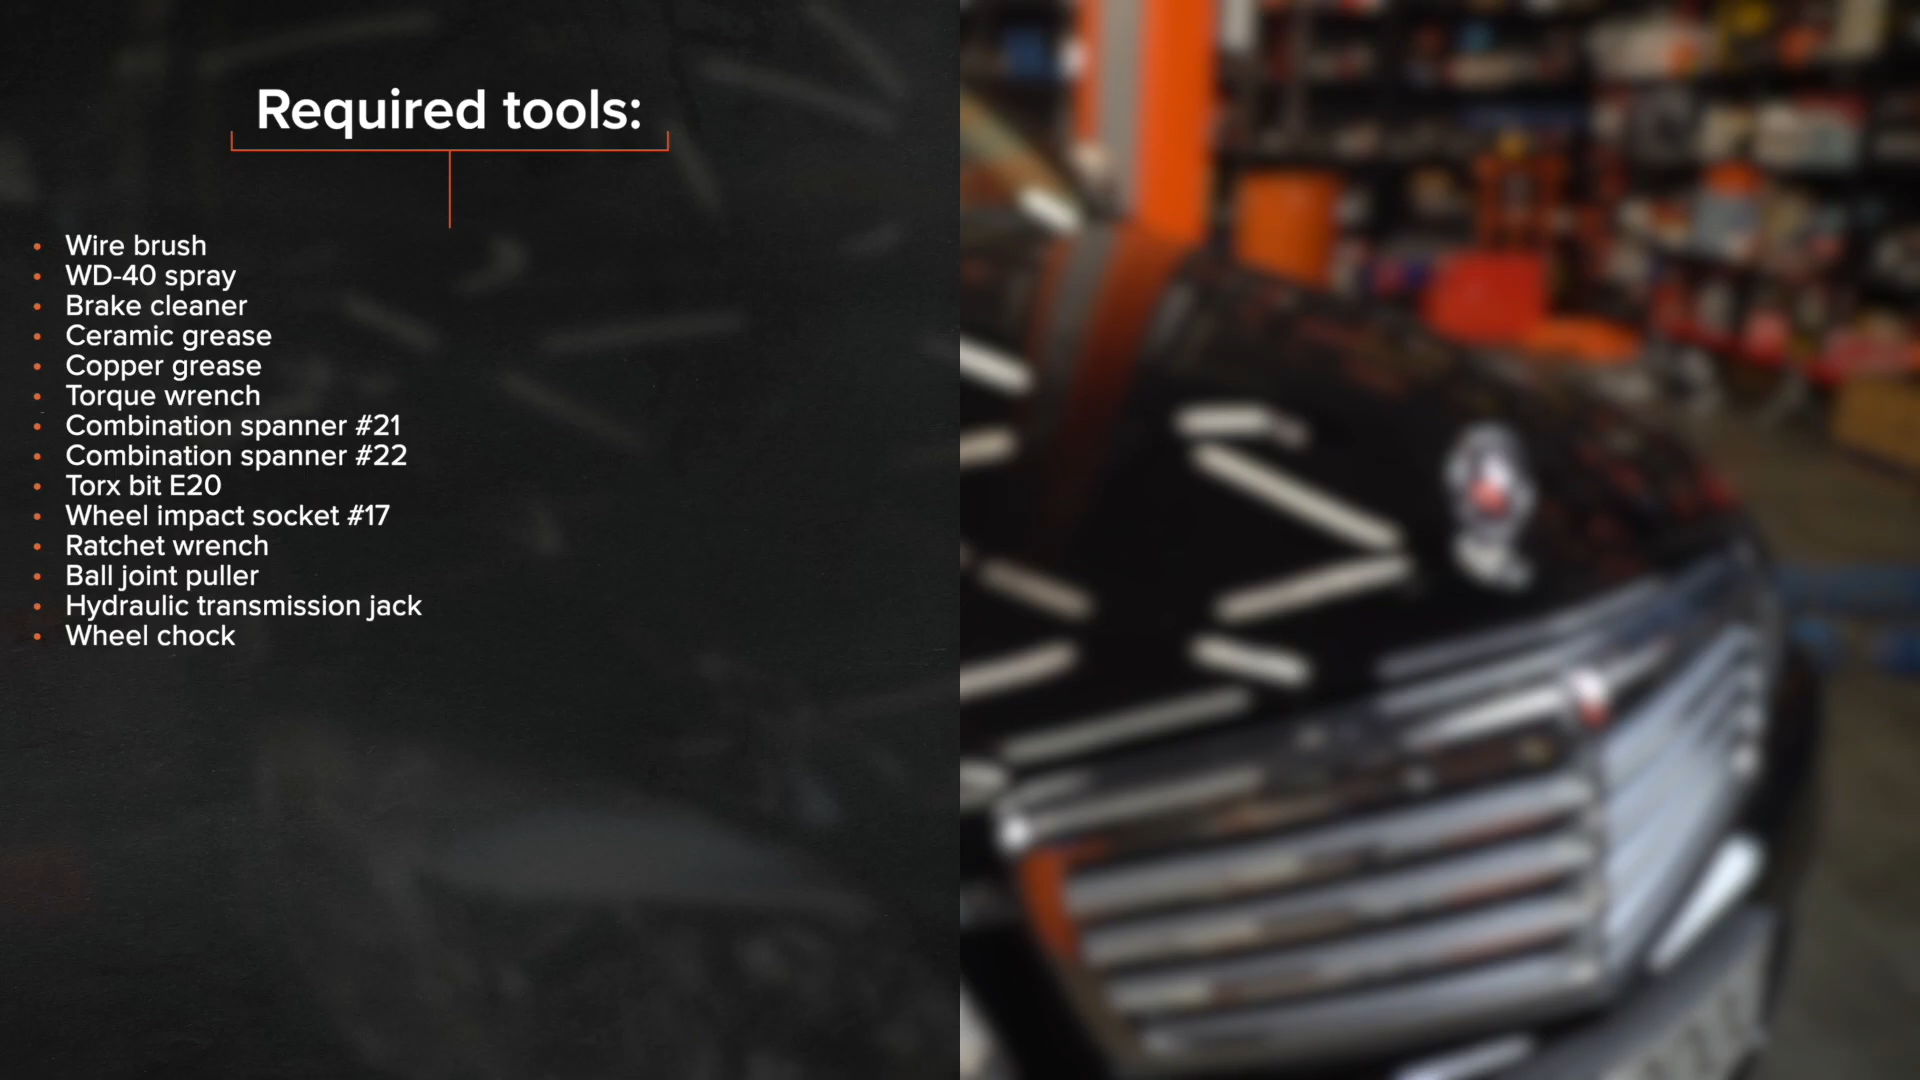 Required tools:
• Wire brush
• WD-40 spray
• Brake cleaner
• Ceramic grease
• Copper grease
• Torque wrench
• Combination spanner #21
• Combination spanner #22
• Torx bit E20
• Wheel impact socket #17
• Ratchet wrench
• Ball joint puller
• Hydraulic transmission jack
• Wheel chock